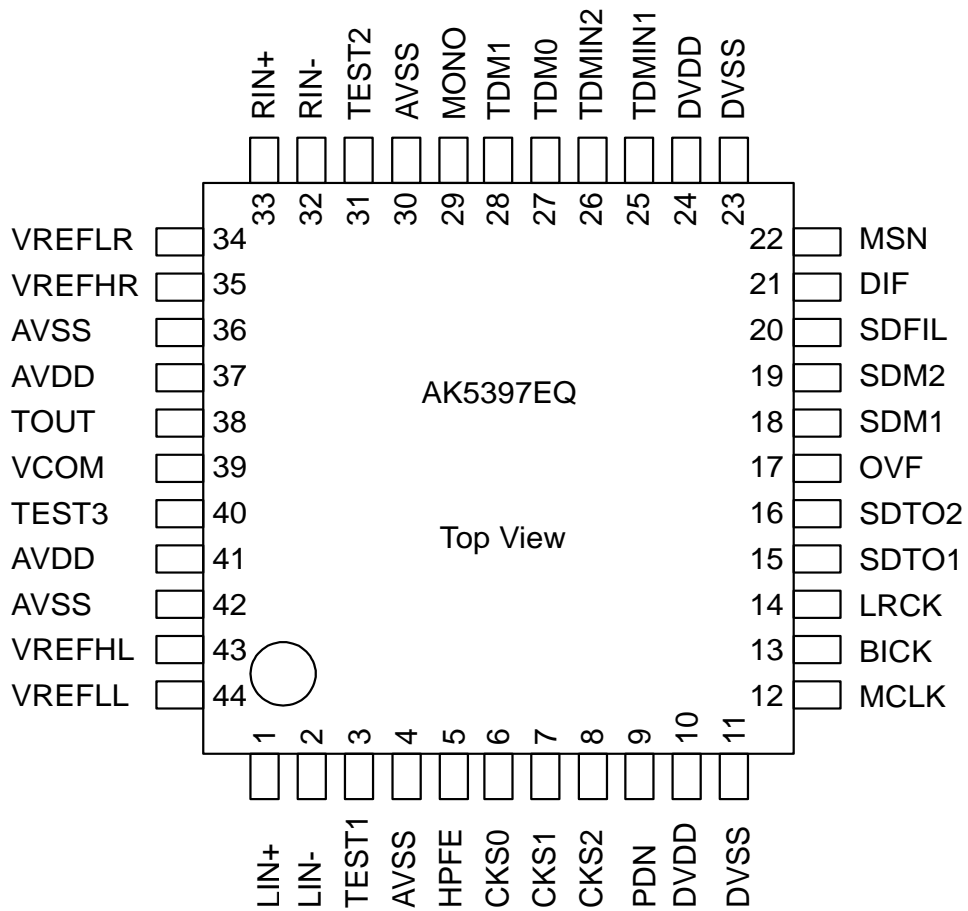 RIN+
RIN-
TEST2
AVSS
MONO
TDM1
TDM0
TDMIN2
TDMIN1
DVDD
DVSS
33
32
31
30
29
28
27
26
25
24
23
VREFLR 34
VREFHR 35
AVSS 36
AVDD 37
TOUT 38
VCOM 39
TEST3 40
AVDD 41
AVSS 42
VREFHL 43
VREFLL 44
AK5397EQ
Top View
22 MSN
21 DIF
20 SDFIL
19 SDM2
18 SDM1
17 OVF
16 SDTO2
15 SDTO1
14 LRCK
13 BICK
12 MCLK
1
2
3
4
5
6
7
8
9
10
11
LIN+
LIN-
TEST1
AVSS
HPFE
CKS0
CKS1
CKS2
PDN
DVDD
DVSS